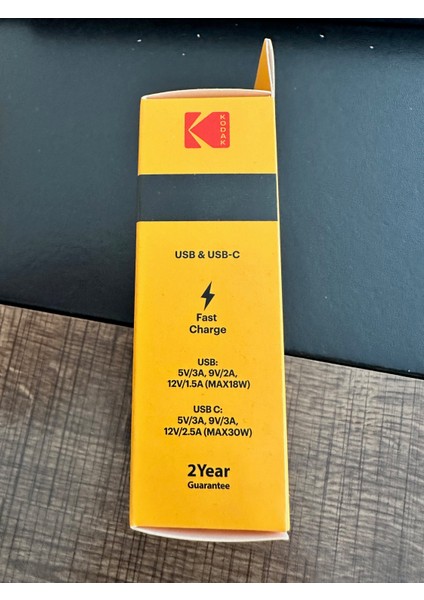 KODAK
USB & USB-C
Fast
Charge
USB:
5V/3A, 9V/2A,
12V/1.5A (MAX18W)
USB C:
5V/3A, 9V/3A,
12V/2.5A (MAX30W)
2Year
Guarantee